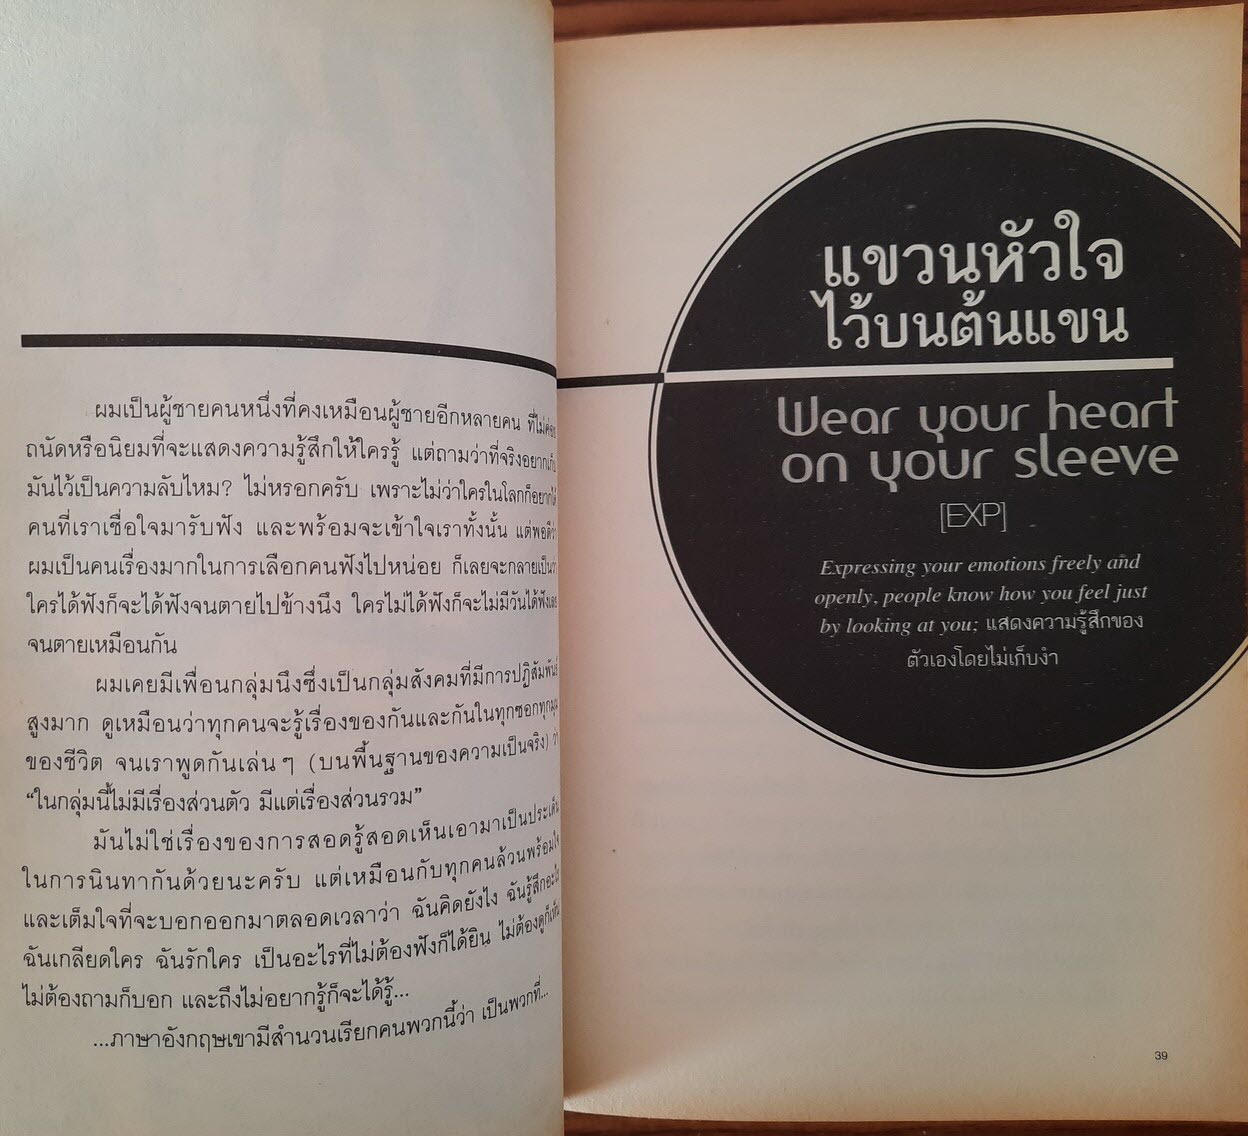 ผมเป็นผู้ชายคนหนึ่งที่คงเหมือนผู้ชายอีกหลายคน ที่ไม่ค่อย
ถนัดหรือนิยมที่จะแสดงความรู้สึกให้ใครรู้ แต่ถามว่าที่จริงอยากเก็บ
มันไว้เป็นความลับไหม? ไม่หรอกครับ เพราะไม่ว่าใครในโลกก็อยากได้
คนที่เราเชื่อใจมารับฟัง และพร้อมจะเข้าใจเราทั้งนั้น แต่พอดีว่า
ผมเป็นคนเรื่องมากในการเลือกคนฟังไปหน่อย ก็เลยจะกลายเป็นว่า
ใครได้ฟังก็จะได้ฟังจนตายไปข้างนึง ใครไม่ได้ฟังก็จะไม่มีวันได้ฟังเลย
จนตายเหมือนกัน
ผมเคยมีเพื่อนกลุ่มนึงซึ่งเป็นกลุ่มสังคมที่มีการปฏิสัมพันธ์
สูงมาก ดูเหมือนว่าทุกคนจะรู้เรื่องของกันและกันในทุกซอกทุกมุม
ของชีวิต จนเราพูดกันเล่นๆ (บนพื้นฐานของความเป็นจริง) ว่า
“ในกลุ่มนี้ไม่มีเรื่องส่วนตัว มีแต่เรื่องส่วนรวม”
มันไม่ใช่เรื่องของการสอดรู้สอดเห็นเอามาเป็นประเด็น
ในการนินทากันด้วยนะครับ แต่เหมือนกับทุกคนล้วนพร้อมใจ
และเต็มใจที่จะบอกออกมาตลอดเวลาว่า ฉันคิดยังไง ฉันรู้สึกอะไร
ฉันเกลียดใคร ฉันรักใคร เป็นอะไรที่ไม่ต้องฟังก็ได้ยิน ไม่ต้องดูก็เห็น
ไม่ต้องถามก็บอก และถึงไม่อยากรู้ก็จะได้รู้...
...ภาษาอังกฤษเขามีสำนวนเรียกคนพวกนี้ว่า เป็นพวกที่...
แขวนหัวใจ
ไว้บนต้นแขน
Wear your heart
on your sleeve
[EXP]
Expressing your emotions freely and
openly, people know how you feel just
by looking at you; แสดงความรู้สึกของ
ตัวเองโดยไม่เก็บงำ
39